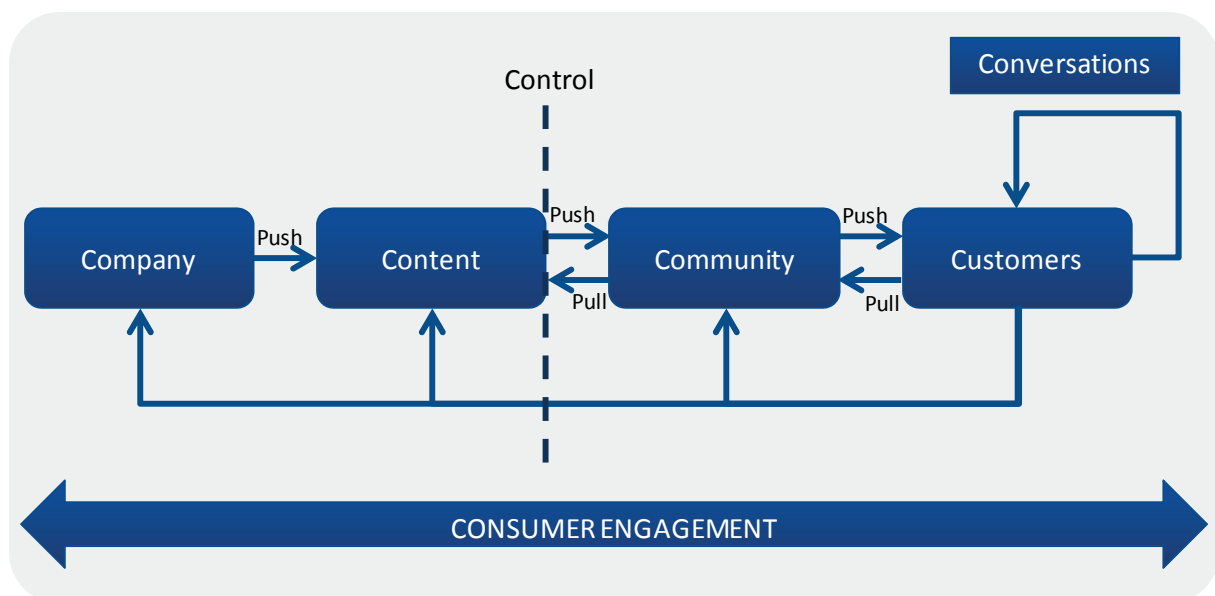 Conversations
Control
Push
Push
Push
Company
Content
Community
Customers
Pull
Pull
CONSUMER ENGAGEMENT